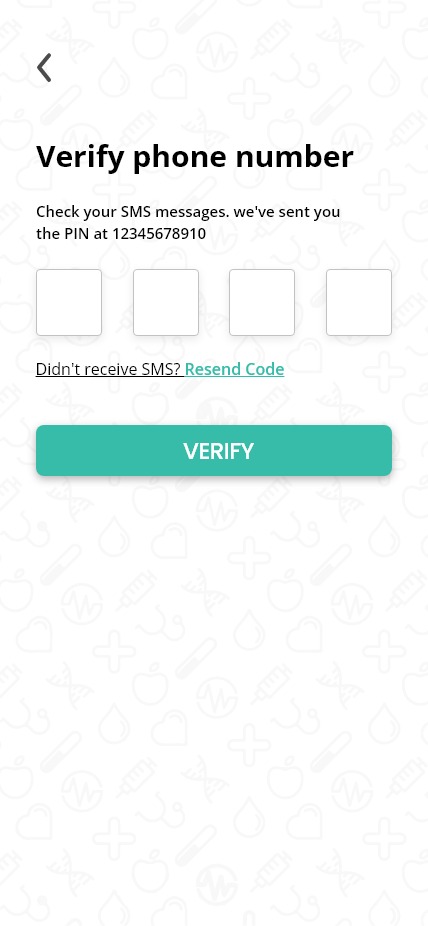 Verify phone number
Check your SMS messages. we've sent you
the PIN at 12345678910
Didn't receive SMS? Resend Code
VERIFY